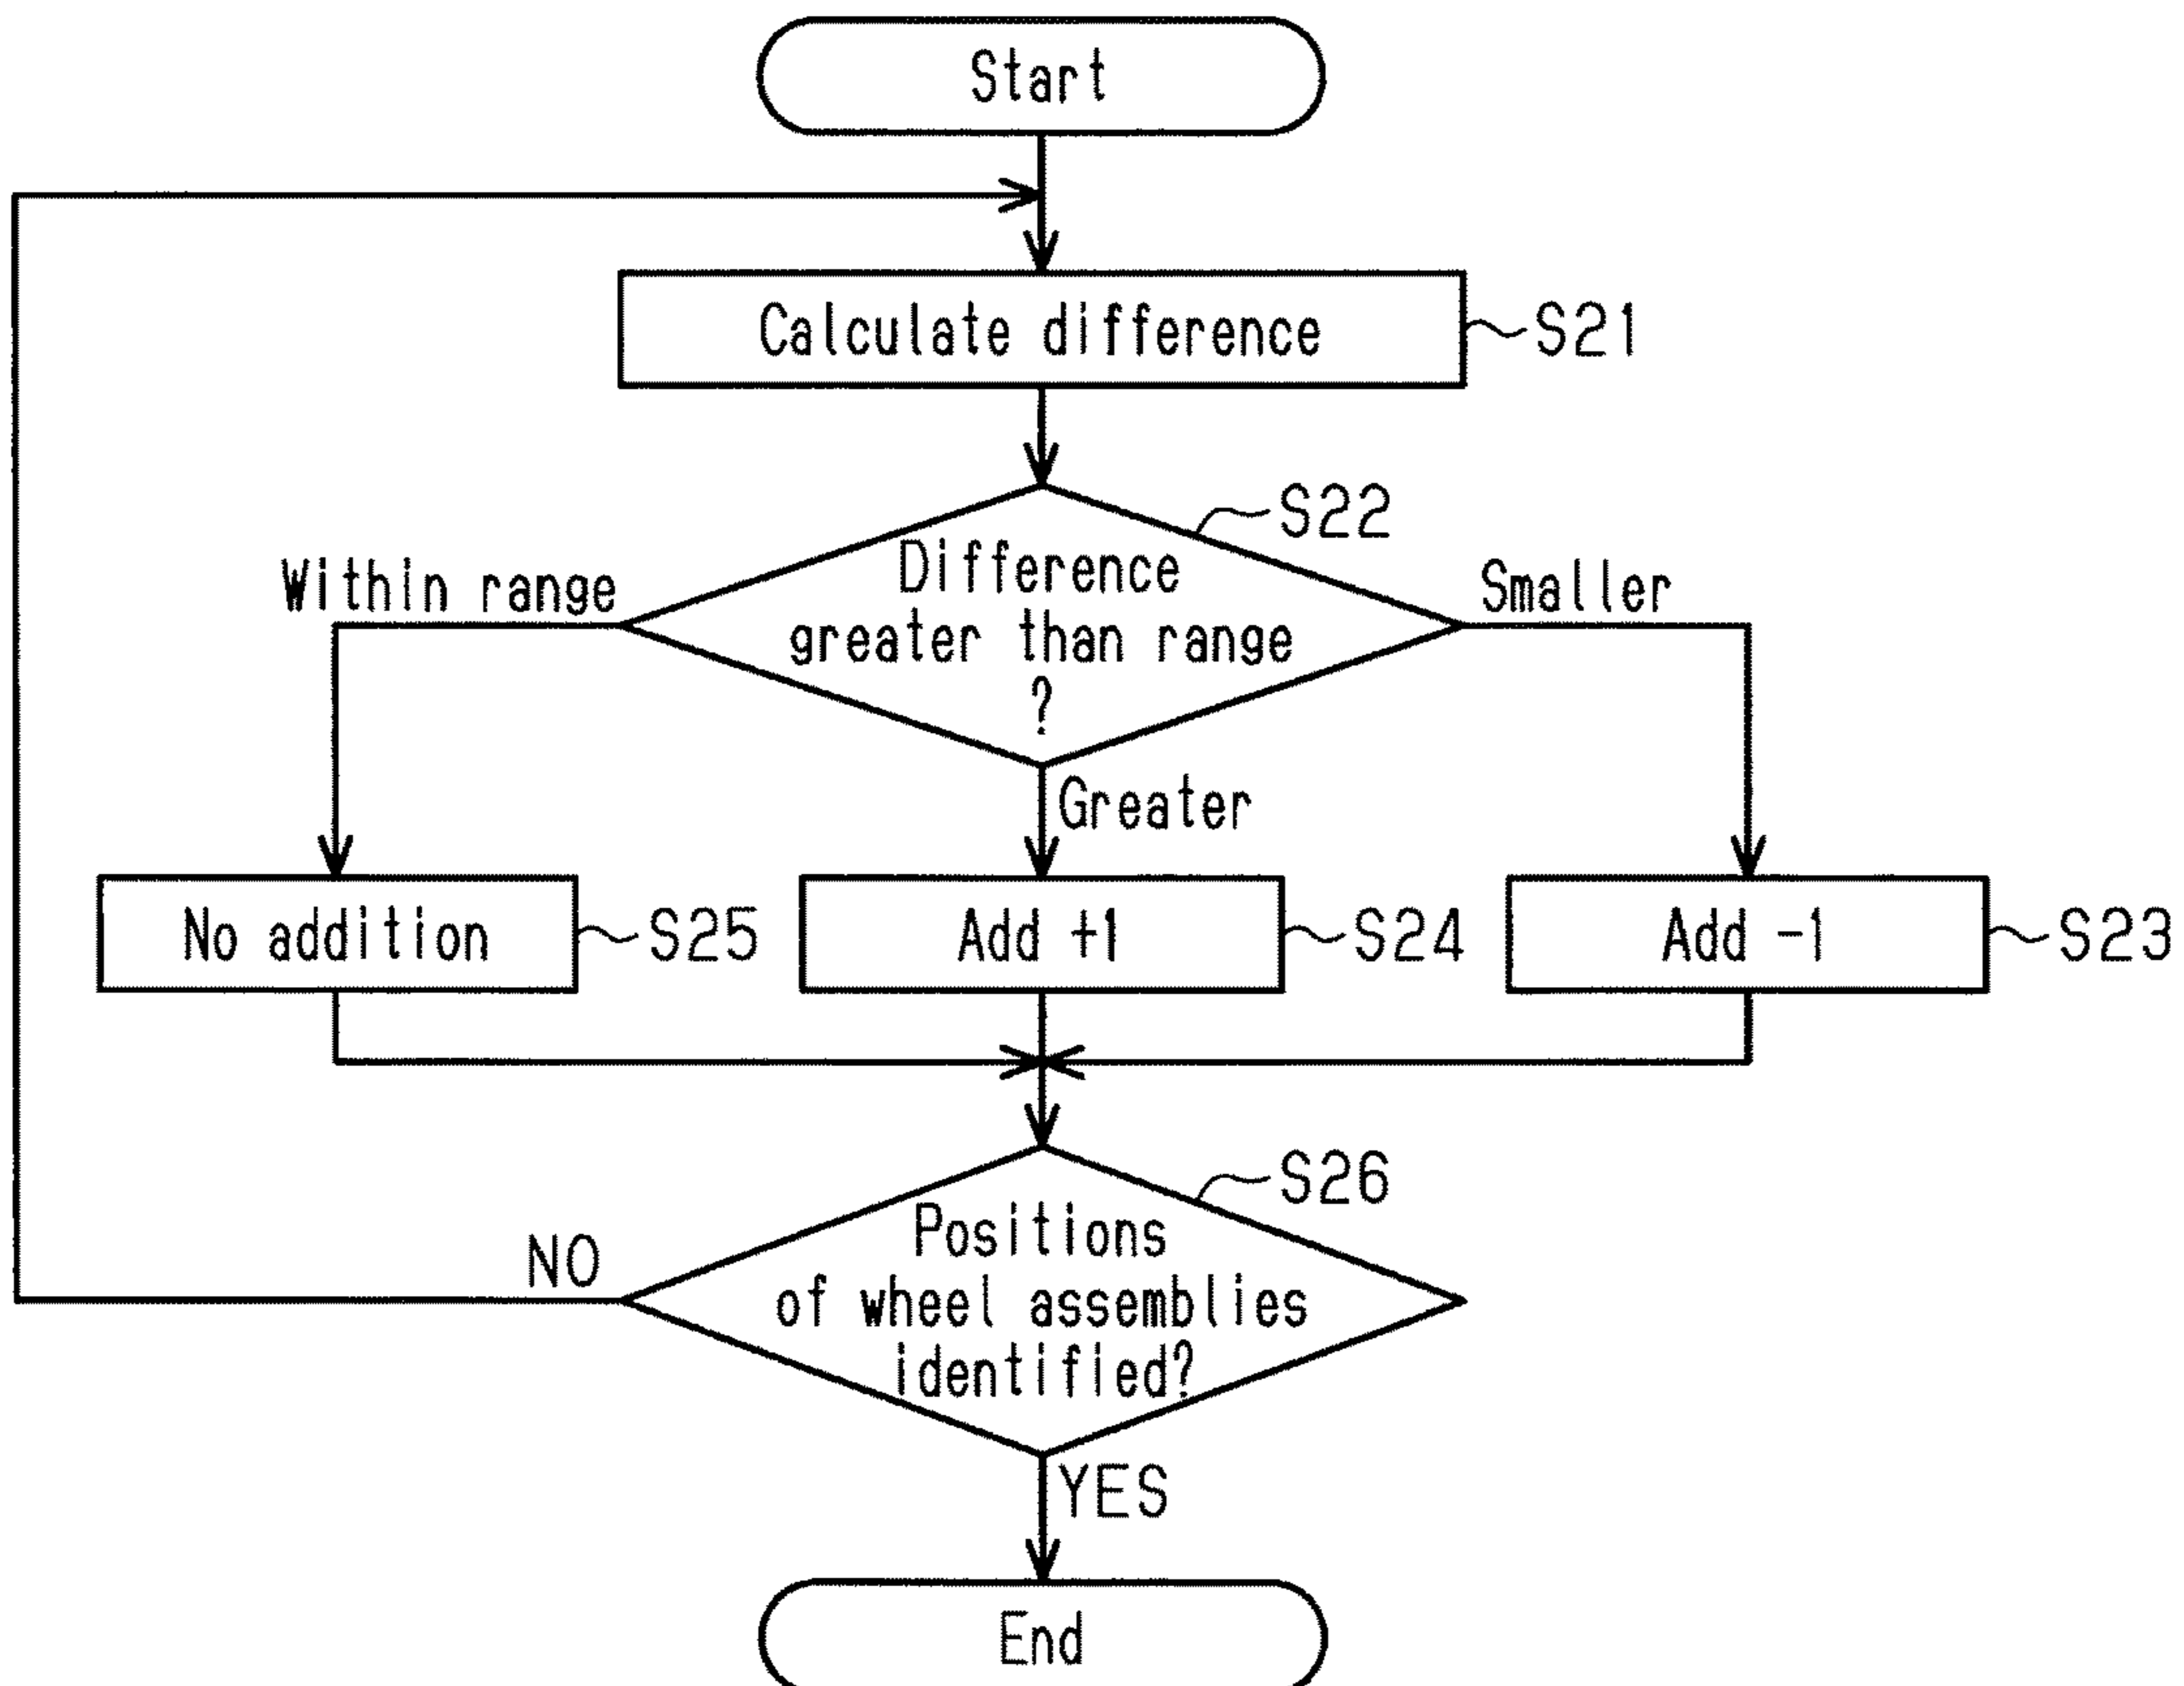 Start
Calculate difference
S21
S22
Difference
greater than range
?
Within range
Smaller
Greater
No addition
S25
Add +1
S24
Add -1
S23
S26
Positions
of wheel assemblies
identified?
NO
YES
End